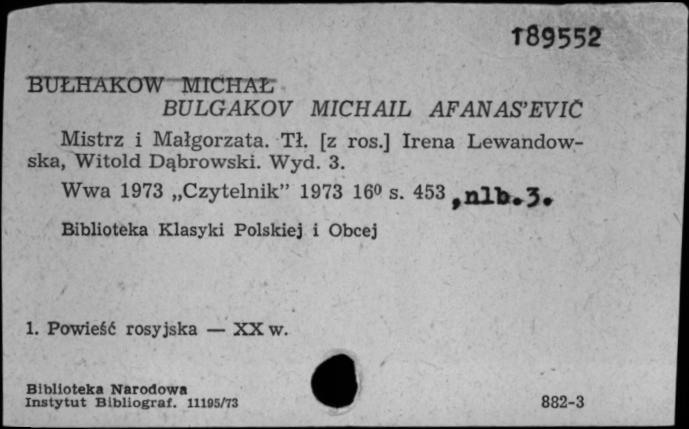 189552
BUŁHAKOW MICHAŁ
BULGAKOV MICHAIL AFANAS'EVIČ
Mistrz i Małgorzata. Tł. [z ros.] Irena Lewandow-
ska, Witold Dąbrowski. Wyd. 3.
Wwa 1973 „Czytelnik” 1973 16⁰ s. 453 ,nlb.3.
Biblioteka Klasyki Polskiej i Obcej
1. Powieść rosyjska — XX w.
Biblioteka Narodowa
Instytut Bibliograf. 11195/73
882-3